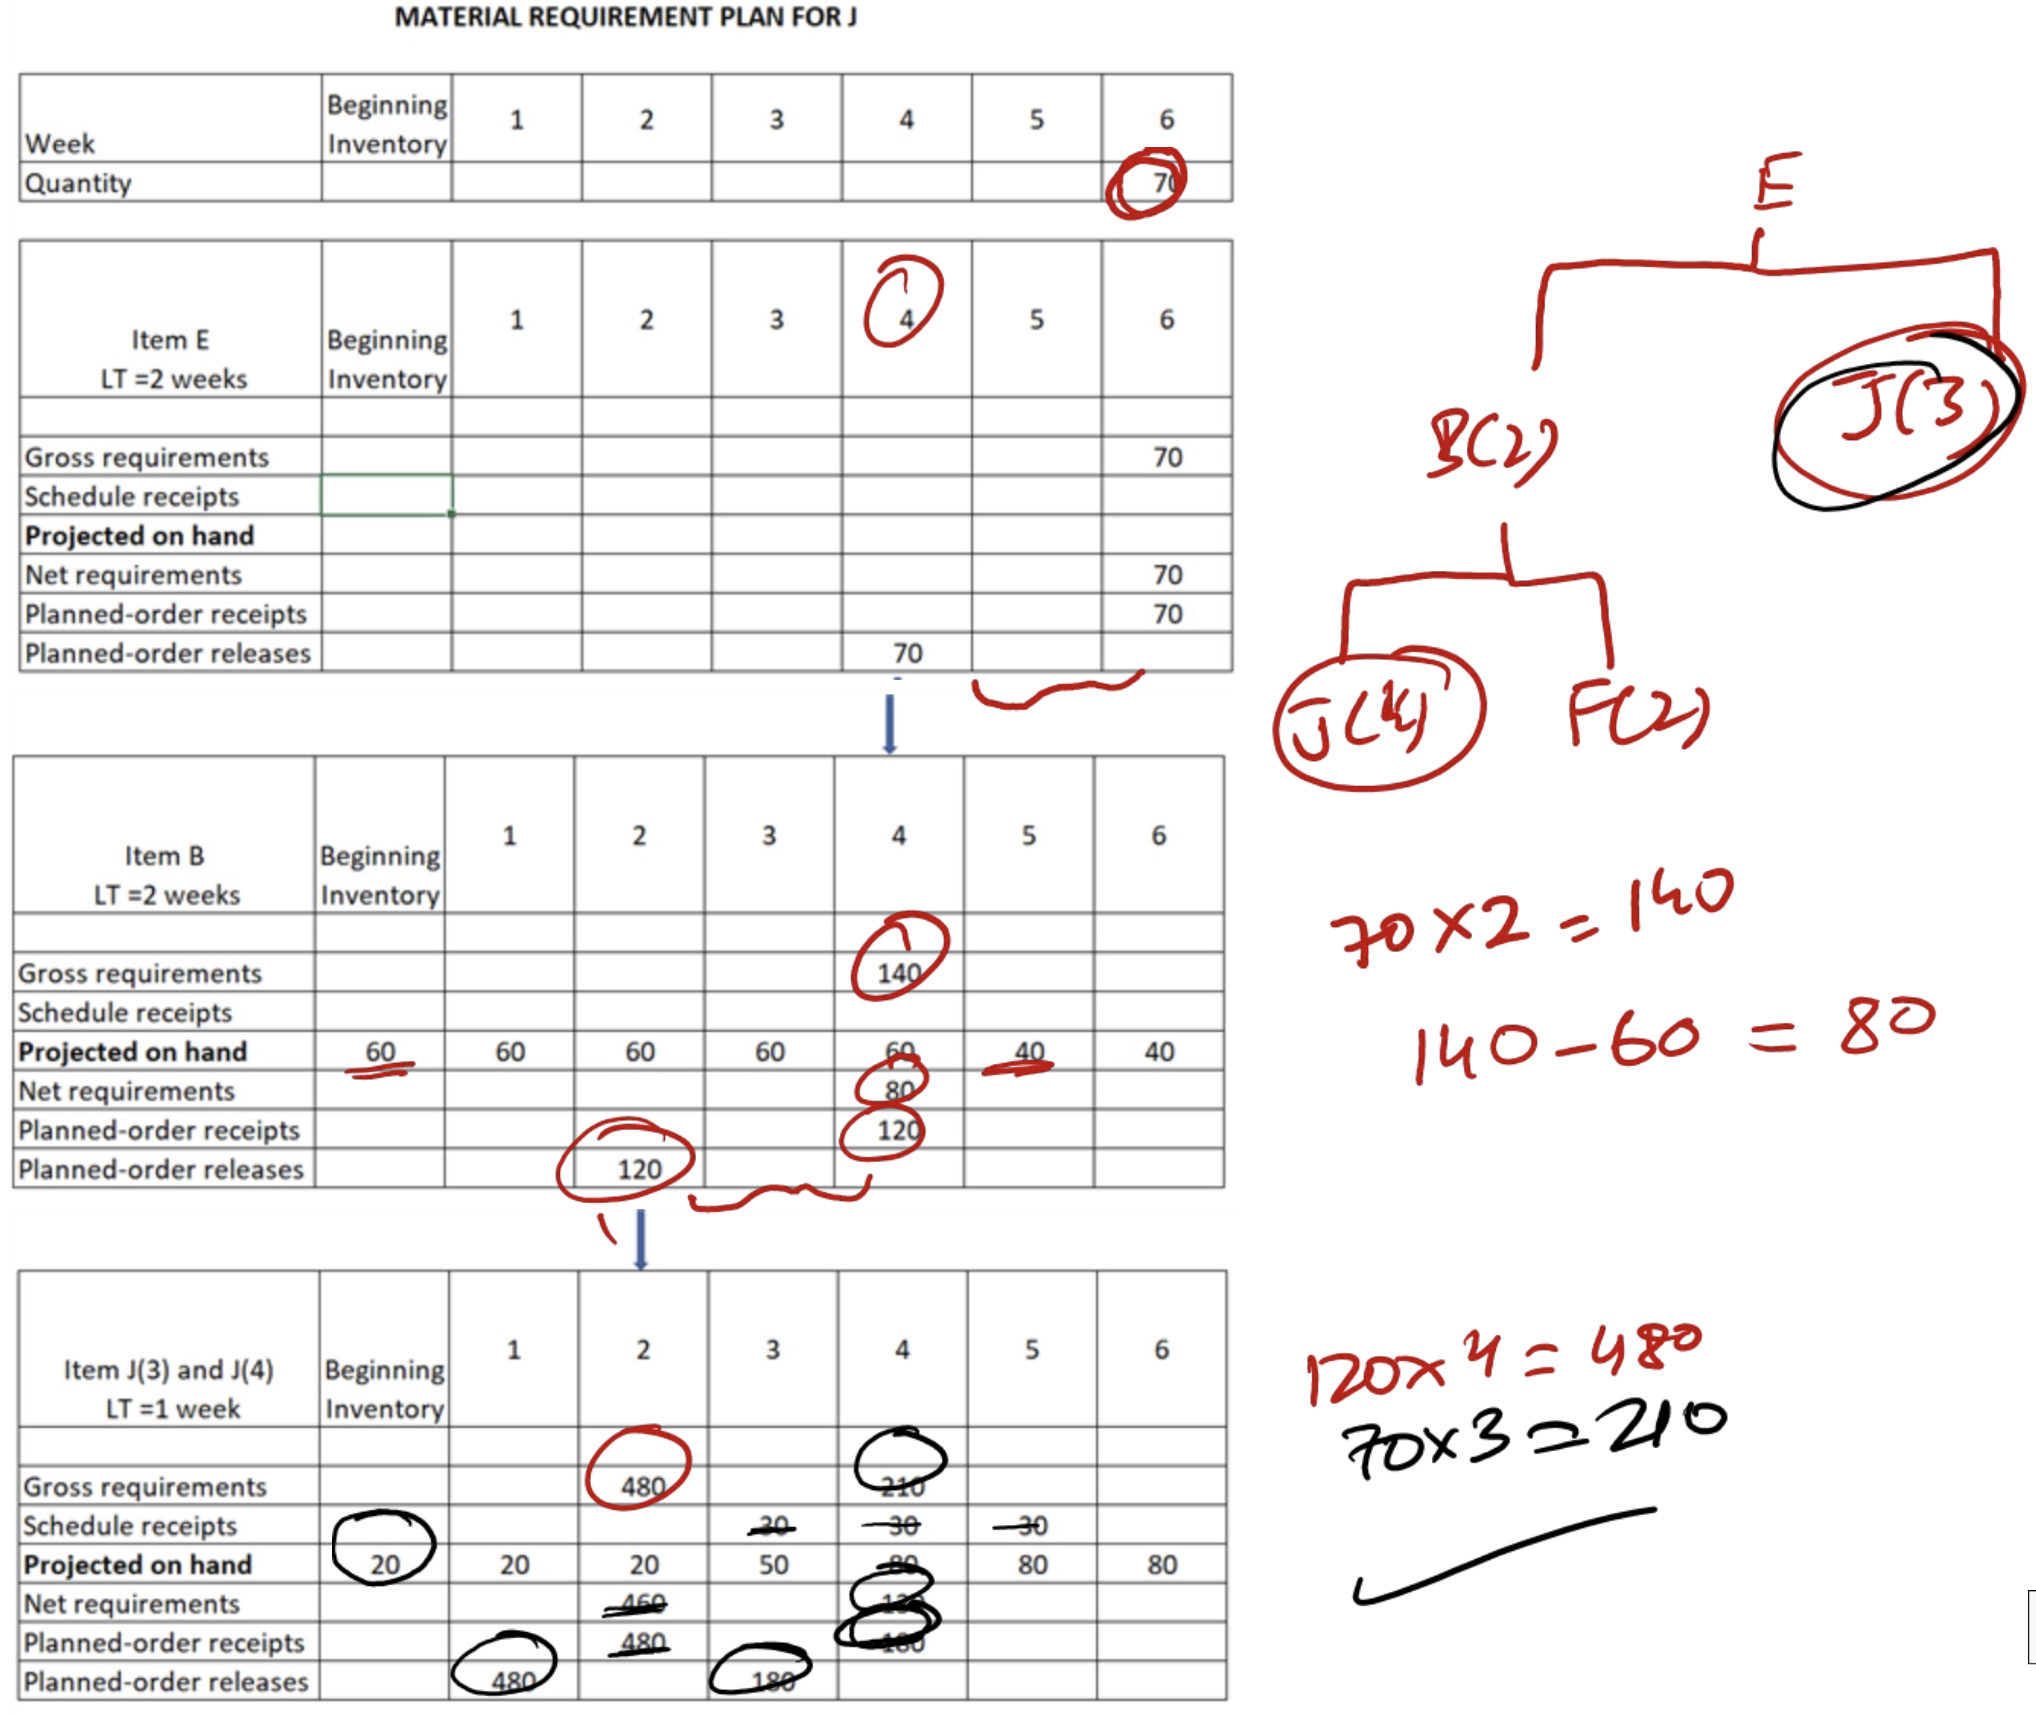 MATERIAL REQUIREMENT PLAN FOR J
Week Beginning Inventory 1 2 3 4 5 6
Quantity 70
Item E LT =2 weeks Beginning Inventory 1 2 3 4 5 6
Gross requirements 70
Schedule receipts
Projected on hand
Net requirements 70
Planned-order receipts 70
Planned-order releases 70
Item B LT =2 weeks Beginning Inventory 1 2 3 4 5 6
Gross requirements 140
Schedule receipts
Projected on hand 60 60 60 60 60 40 40
Net requirements 80
Planned-order receipts 120
Planned-order releases 120
Item J(3) and J(4) LT =1 week Beginning Inventory 1 2 3 4 5 6
Gross requirements 480 210
Schedule receipts 30 30 30
Projected on hand 20 20 20 50 80 80 80
Net requirements 460
Planned-order receipts 480 180
Planned-order releases 480 180
E
B(2) J(3)
J(4) F(2)
70 x 2 = 140
140 - 60 = 80
120 x 4 = 480
70 x 3 = 210